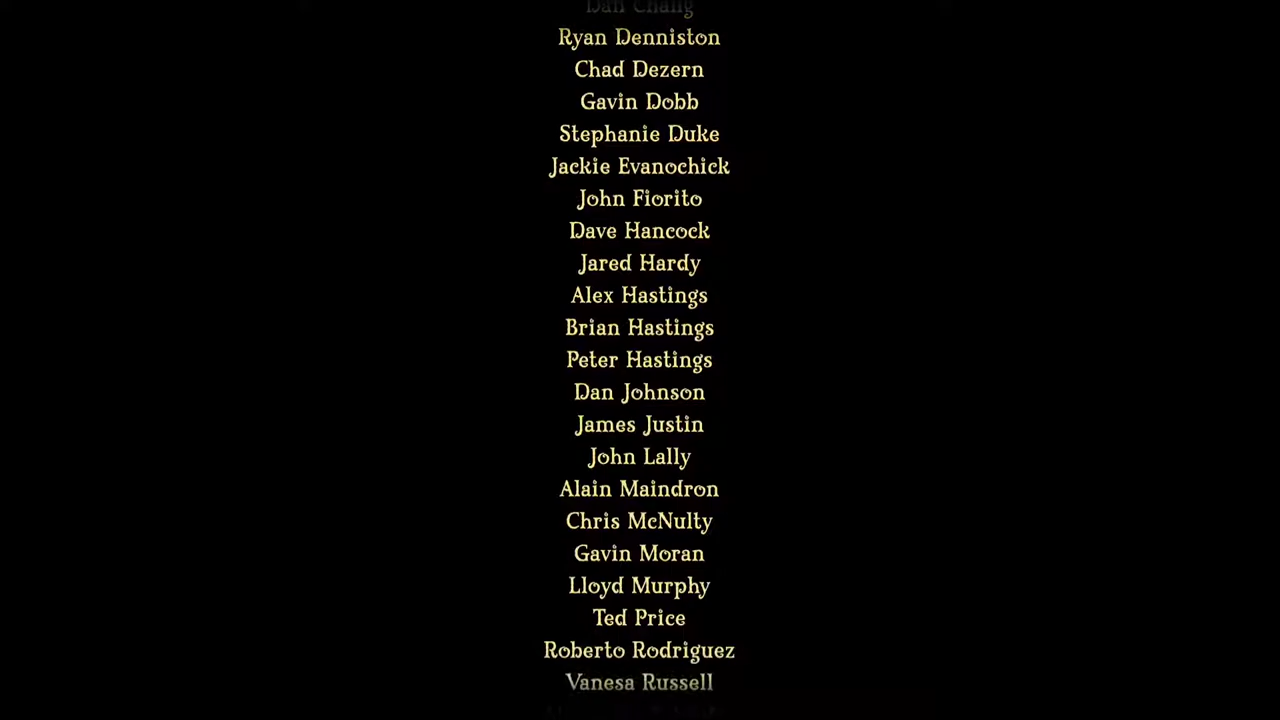 Dan Chang
Ryan Denniston
Chad Dezern
Gavin Dobb
Stephanie Duke
Jackie Evanochick
John Fiorito
Dave Hancock
Jared Hardy
Alex Hastings
Brian Hastings
Peter Hastings
Dan Johnson
James Justin
John Lally
Alain Maindron
Chris McNulty
Gavin Moran
Lloyd Murphy
Ted Price
Roberto Rodriguez
Vanesa Russell